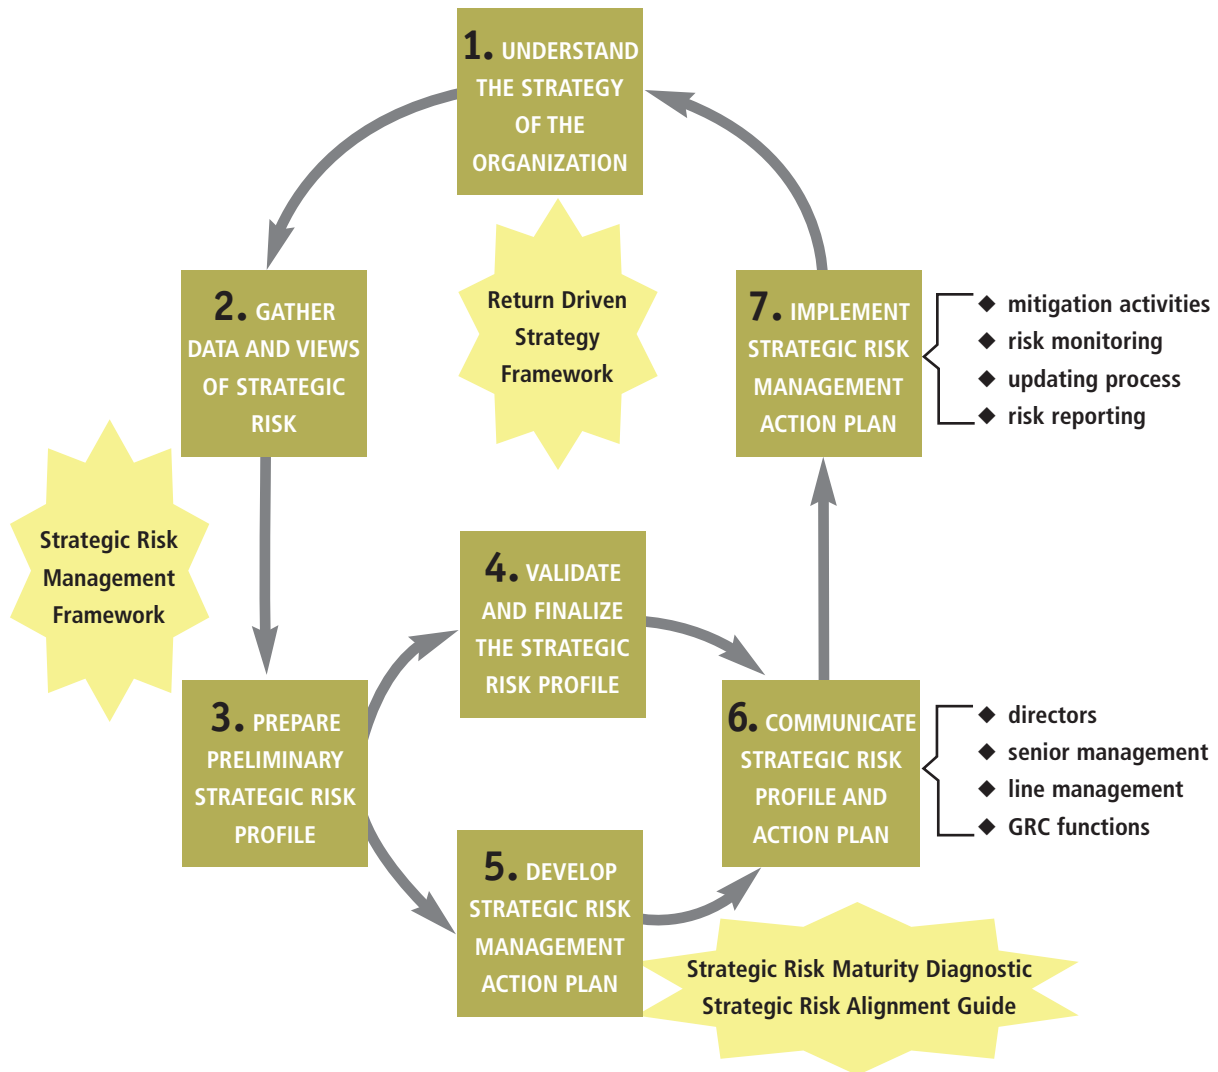 1. UNDERSTAND
THE STRATEGY
OF THE
ORGANIZATION
Return Driven
Strategy
Framework
2. GATHER
DATA AND VIEWS
OF STRATEGIC
RISK
Strategic Risk
Management
Framework
3. PREPARE
PRELIMINARY
STRATEGIC RISK
PROFILE
4. VALIDATE
AND FINALIZE
THE STRATEGIC
RISK PROFILE
5. DEVELOP
STRATEGIC RISK
MANAGEMENT
ACTION PLAN
Strategic Risk Maturity Diagnostic
Strategic Risk Alignment Guide
6. COMMUNICATE
STRATEGIC RISK
PROFILE AND
ACTION PLAN
◆ directors
◆ senior management
◆ line management
◆ GRC functions
7. IMPLEMENT
STRATEGIC RISK
MANAGEMENT
ACTION PLAN
◆ mitigation activities
◆ risk monitoring
◆ updating process
◆ risk reporting